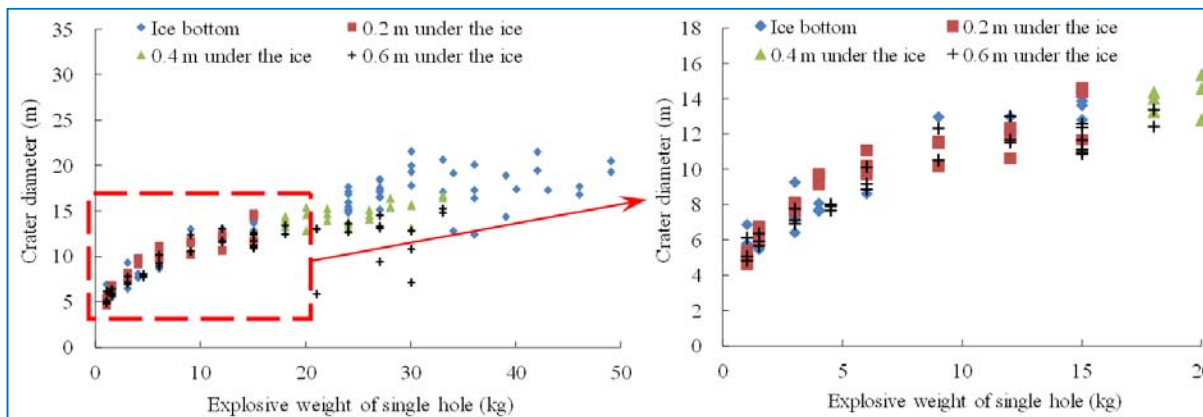 Ice bottom
0.2 m under the ice
0.4 m under the ice
0.6 m under the ice
Crater diameter (m)
35
30
25
20
15
10
5
0
0 10 20 30 40 50
Explosive weight of single hole (kg)
Ice bottom
0.2 m under the ice
0.4 m under the ice
0.6 m under the ice
Crater diameter (m)
18
16
14
12
10
8
6
4
2
0
0 5 10 15 20
Explosive weight of single hole (kg)